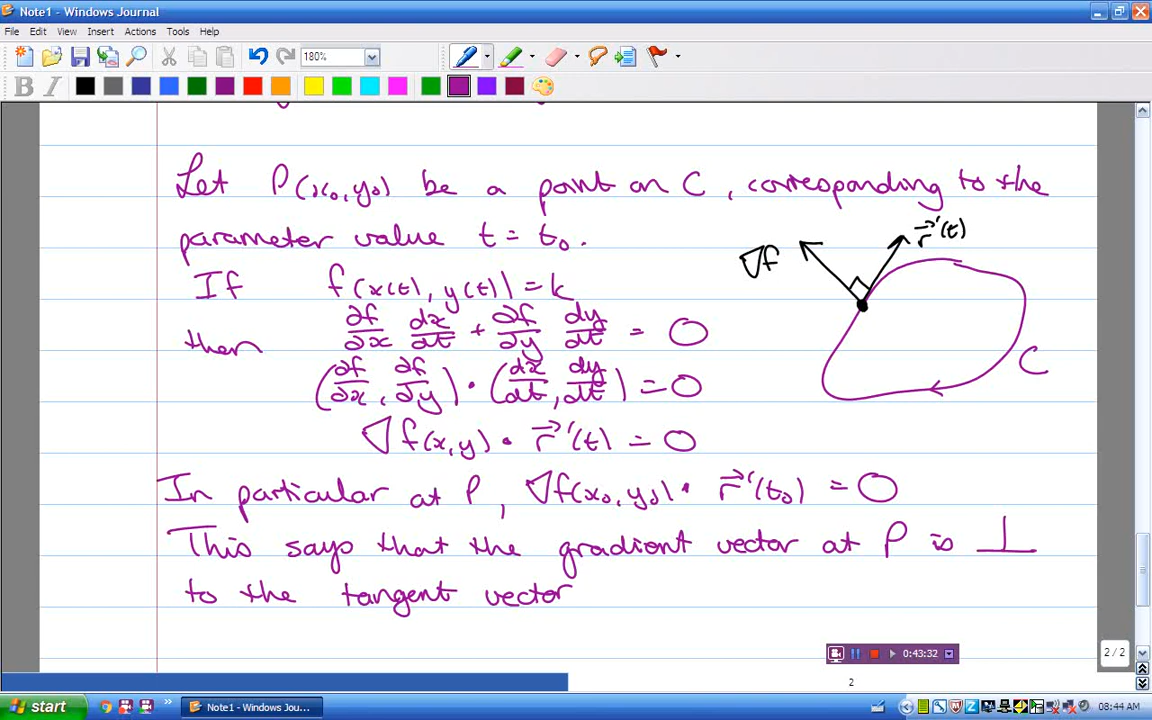 Note1 - Windows Journal
File Edit View Insert Actions Tools Help
180%
B I
Let P(x₀,y₀) be a point on C, corresponding to the
parameter value t = t₀.
∇f
r⃗'(t)
C
If f(x(t), y(t)) = k
then ∂f/∂x dx/dt + ∂f/∂y dy/dt = 0
(∂f/∂x, ∂f/∂y) · (dx/dt, dy/dt) = 0
∇f(x,y) · r⃗'(t) = 0
In particular at P, ∇f(x₀,y₀) · r⃗'(t₀) = 0
This says that the gradient vector at P is ⊥
to the tangent vector
0:43:32
2 / 2
2
start
Note1 - Windows Jou...
08:44 AM